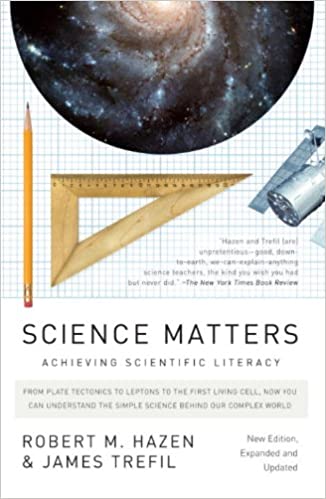 "Hazen and Trefil [are]
unpretentious—good, down-
to-earth, we-can-explain-anything
science teachers, the kind you wish you had
but never did." —The New York Times Book Review
SCIENCE MATTERS
ACHIEVING SCIENTIFIC LITERACY
FROM PLATE TECTONICS TO LEPTONS TO THE FIRST LIVING CELL, NOW YOU
CAN UNDERSTAND THE SIMPLE SCIENCE BEHIND OUR COMPLEX WORLD
ROBERT M. HAZEN
& JAMES TREFIL
New Edition,
Expanded and
Updated